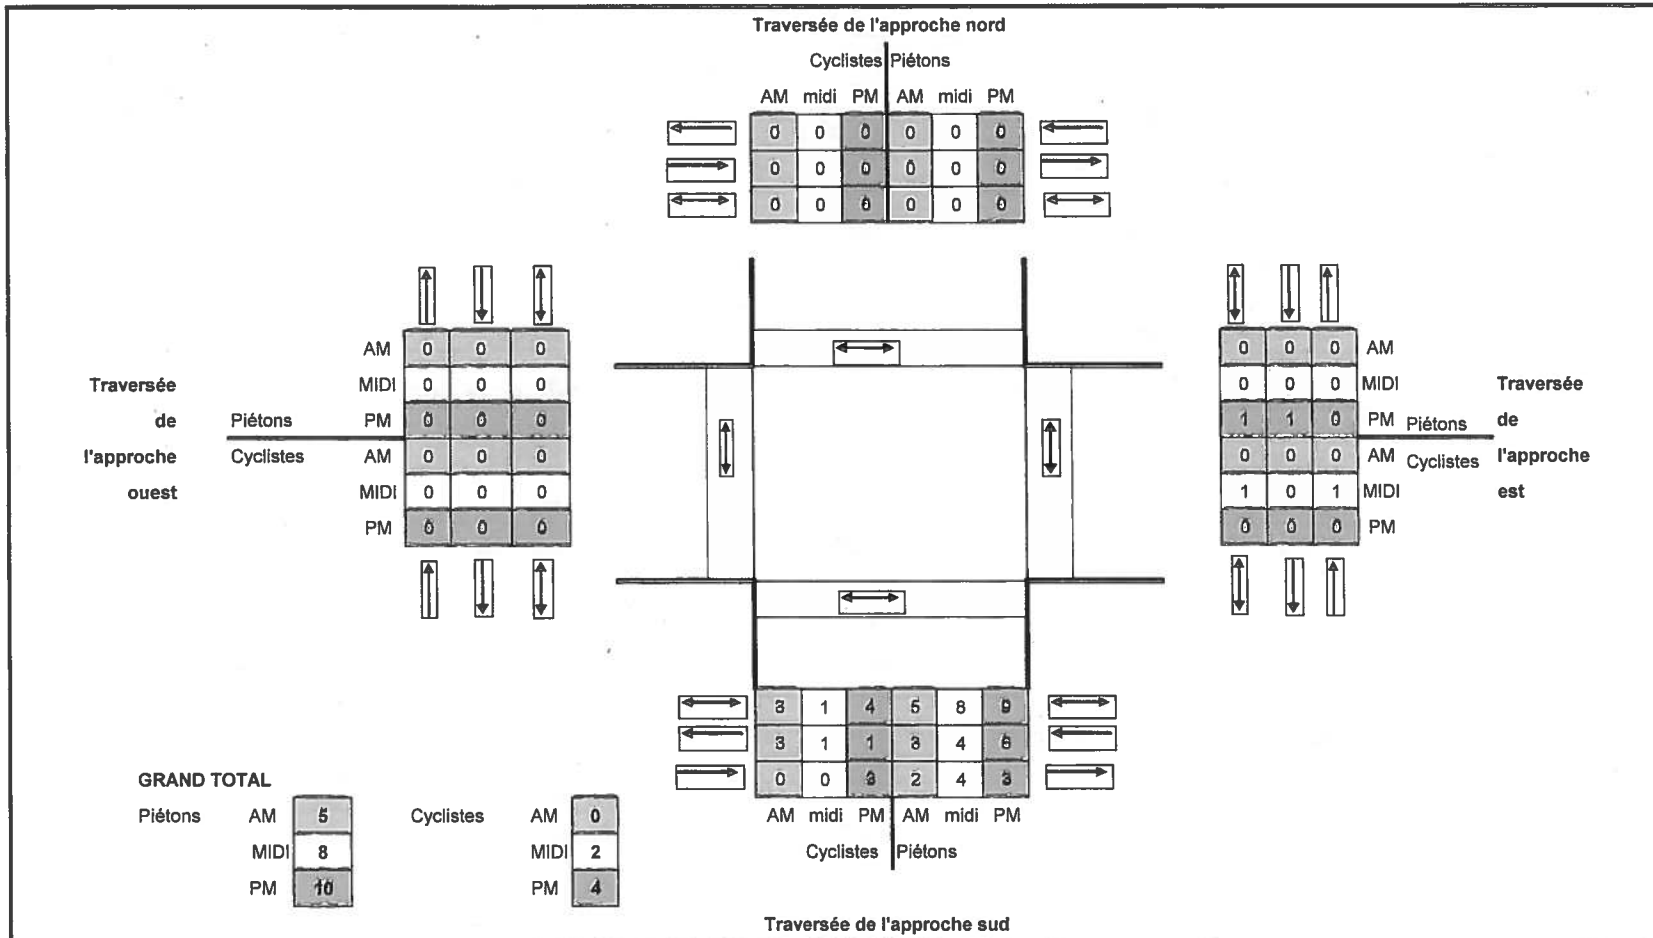 Traversée de l'approche nord
Cyclistes Piétons
AM midi PM AM midi PM
0 0 0 0 0 0
0 0 0 0 0 0
0 0 0 0 0 0
AM 0 0 0
MIDI 0 0 0
PM 0 0 0
AM 0 0 0
MIDI 0 0 0
PM 0 0 0
Traversée
de
l'approche
ouest
Piétons
Cyclistes
0 0 0 AM
0 0 0 MIDI
1 1 0 PM
0 0 0 AM
1 0 1 MIDI
0 0 0 PM
Piétons
Cyclistes
Traversée
de
l'approche
est
3 1 4 5 8 9
3 1 1 3 4 6
0 0 3 2 4 3
AM midi PM AM midi PM
Cyclistes Piétons
Traversée de l'approche sud
GRAND TOTAL
Piétons AM 5 Cyclistes AM 0
MIDI 8 MIDI 2
PM 10 PM 4